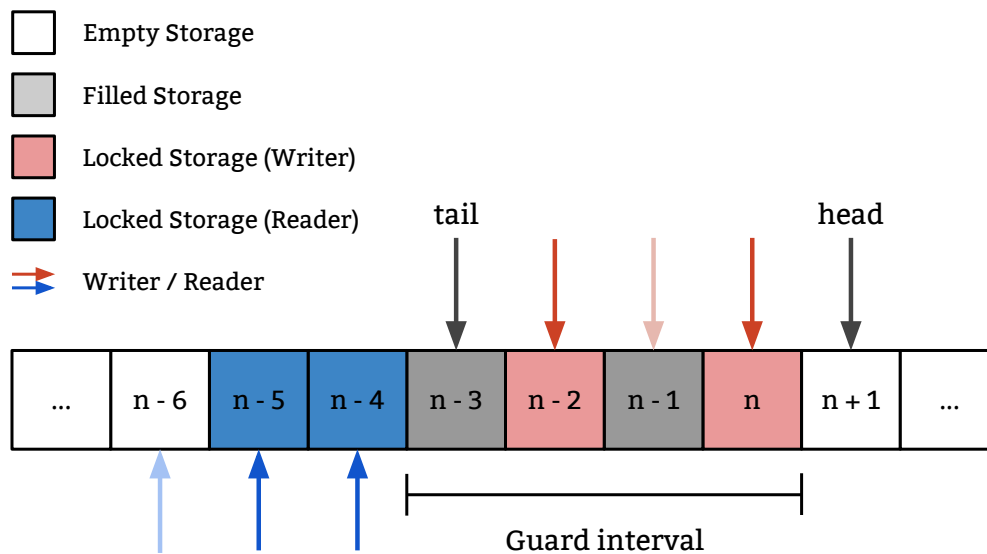 Empty Storage
Filled Storage
Locked Storage (Writer)
Locked Storage (Reader)
Writer / Reader
tail
head
... n - 6 n - 5 n - 4 n - 3 n - 2 n - 1 n n + 1 ...
Guard interval